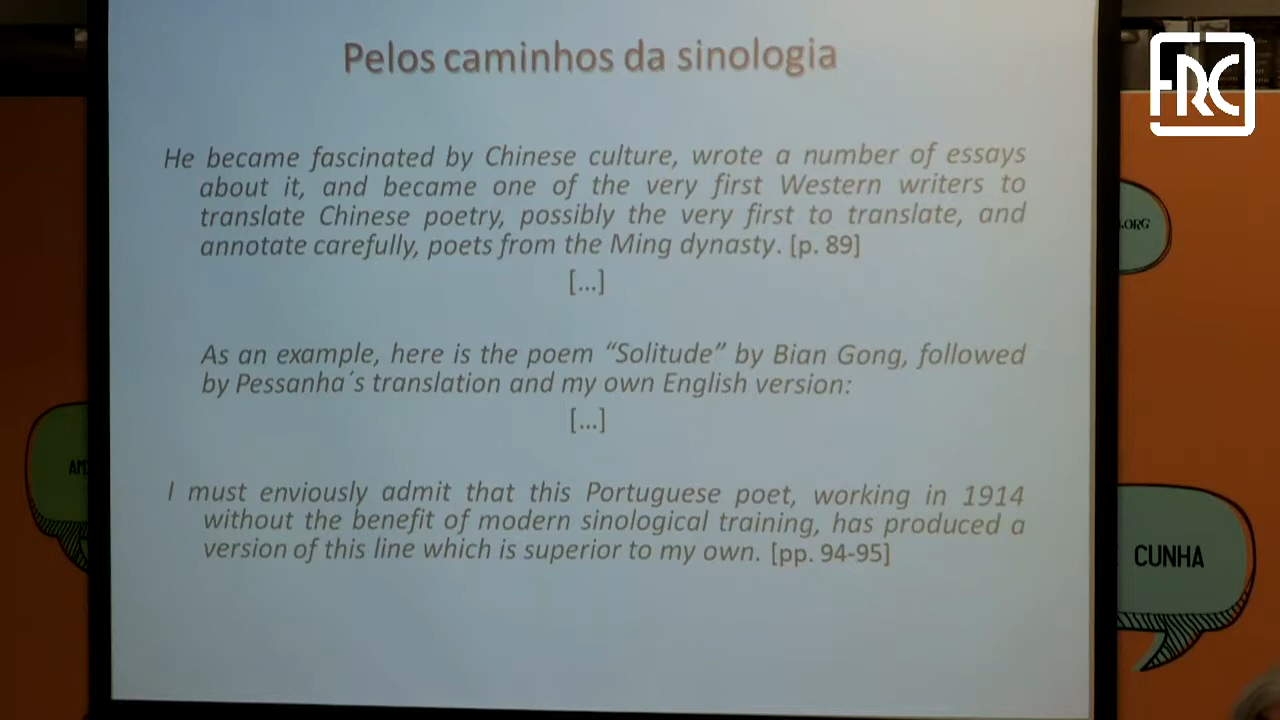 Pelos caminhos da sinologia
FRC
He became fascinated by Chinese culture, wrote a number of essays
about it, and became one of the very first Western writers to
translate Chinese poetry, possibly the very first to translate, and
annotate carefully, poets from the Ming dynasty. [p. 89]
[...]
.ORG
As an example, here is the poem “Solitude” by Bian Gong, followed
by Pessanha´s translation and my own English version:
[...]
I must enviously admit that this Portuguese poet, working in 1914
without the benefit of modern sinological training, has produced a
version of this line which is superior to my own. [pp. 94-95]
CUNHA